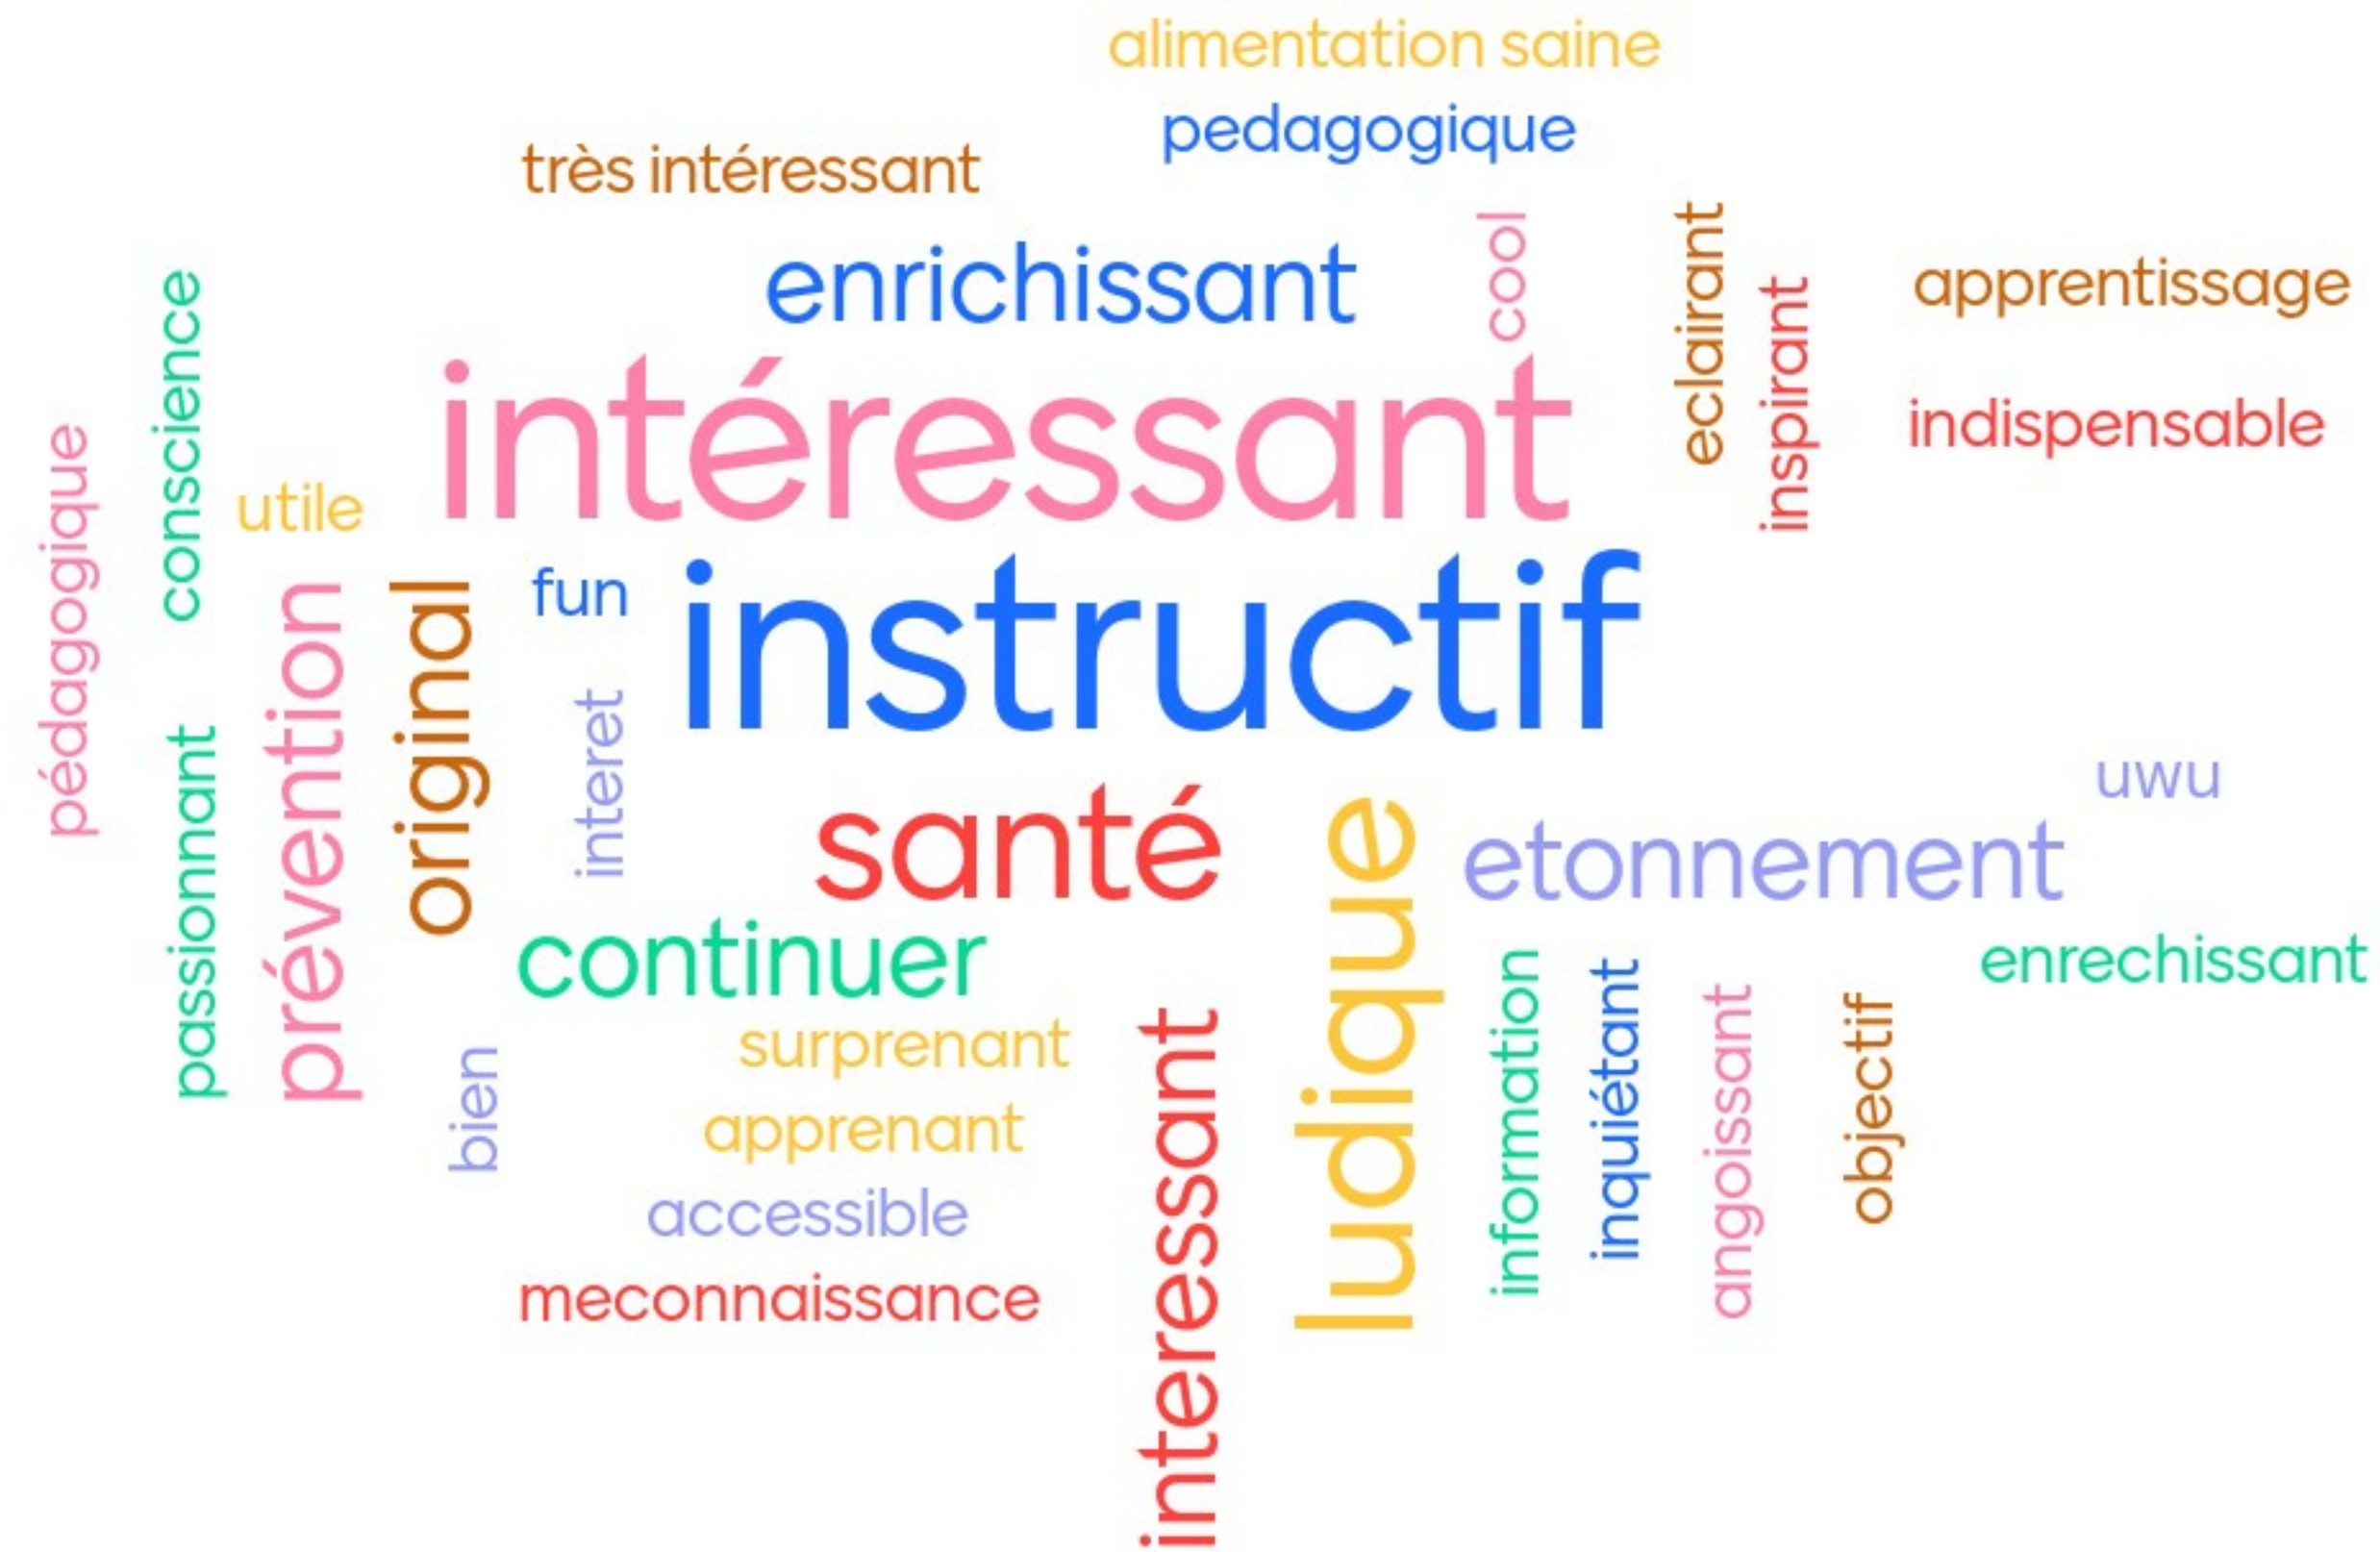 alimentation saine
pedagogique
très intéressant
enrichissant
cool
eclairant
inspirant
apprentissage
indispensable
conscience
pédagogique
utile
intéressant
fun
instructif
prévention
original
interet
passionnant
santé
ludique
uwu
etonnement
continuer
enrechissant
surprenant
bien
apprenant
accessible
meconnaissance
interessant
information
inquiétant
angoissant
objectif